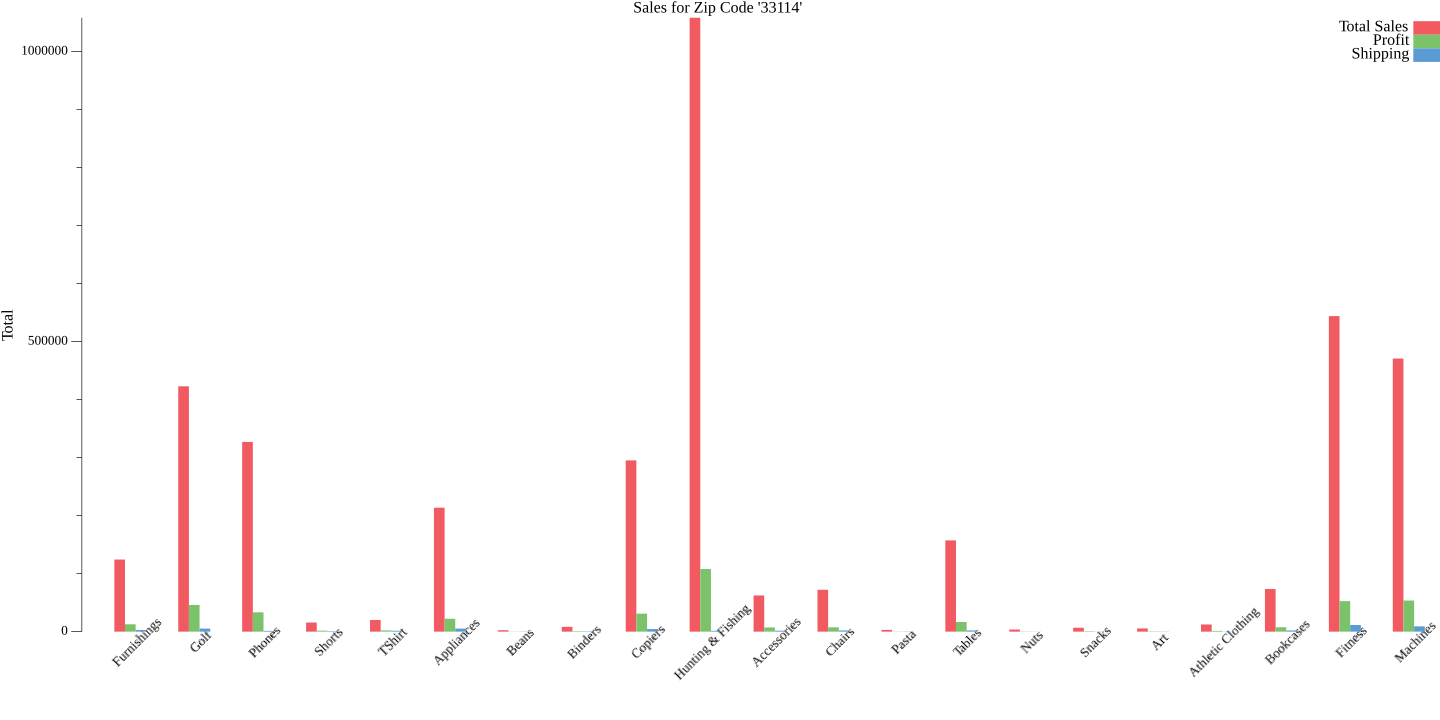 Sales for Zip Code '33114'
Total Sales
Profit
Shipping
1000000
500000
0
Total
Furnishings
Golf
Phones
Shorts
TShirt
Appliances
Beans
Binders
Copiers
Hunting & Fishing
Accessories
Chairs
Pasta
Tables
Nuts
Snacks
Art
Athletic Clothing
Bookcases
Fitness
Machines